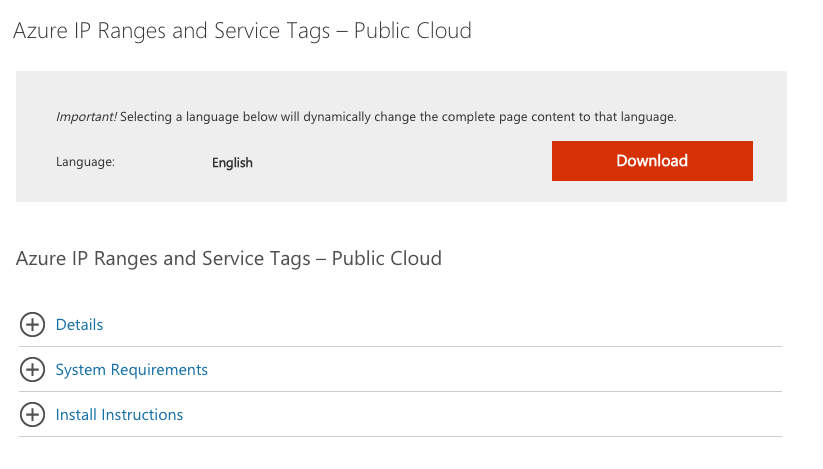 Azure IP Ranges and Service Tags – Public Cloud
Important! Selecting a language below will dynamically change the complete page content to that language.
Language: English Download
Azure IP Ranges and Service Tags – Public Cloud
Details
System Requirements
Install Instructions